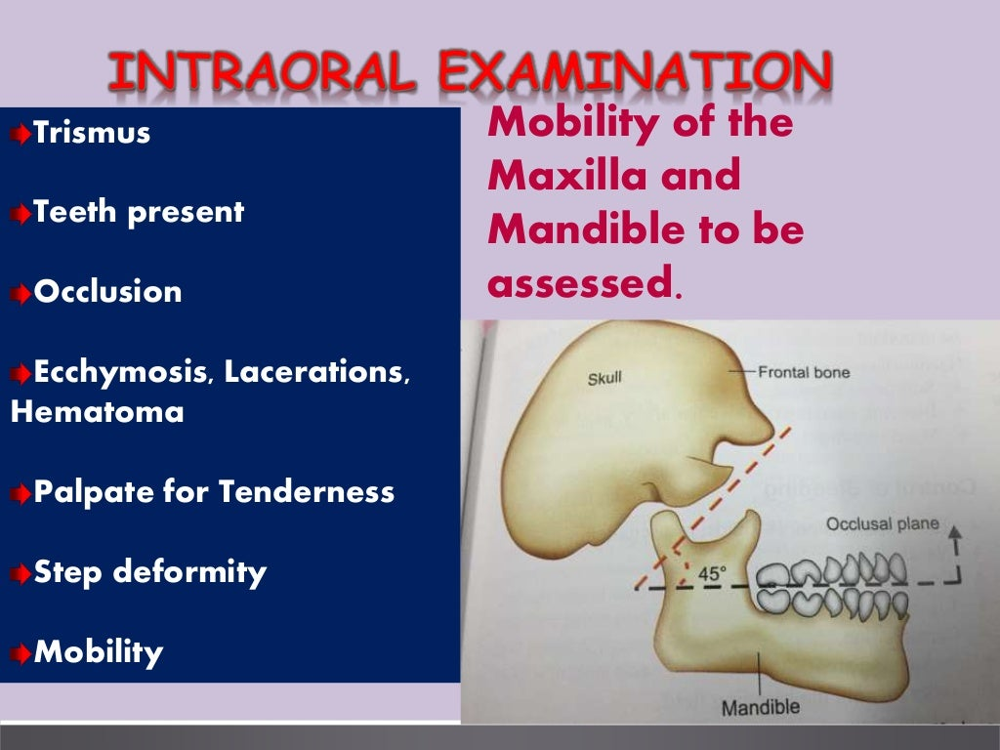 INTRAORAL EXAMINATION
Trismus
Teeth present
Occlusion
Ecchymosis, Lacerations,
Hematoma
Palpate for Tenderness
Step deformity
Mobility
Mobility of the
Maxilla and
Mandible to be
assessed.
Skull
Frontal bone
Occlusal plane
45°
Mandible